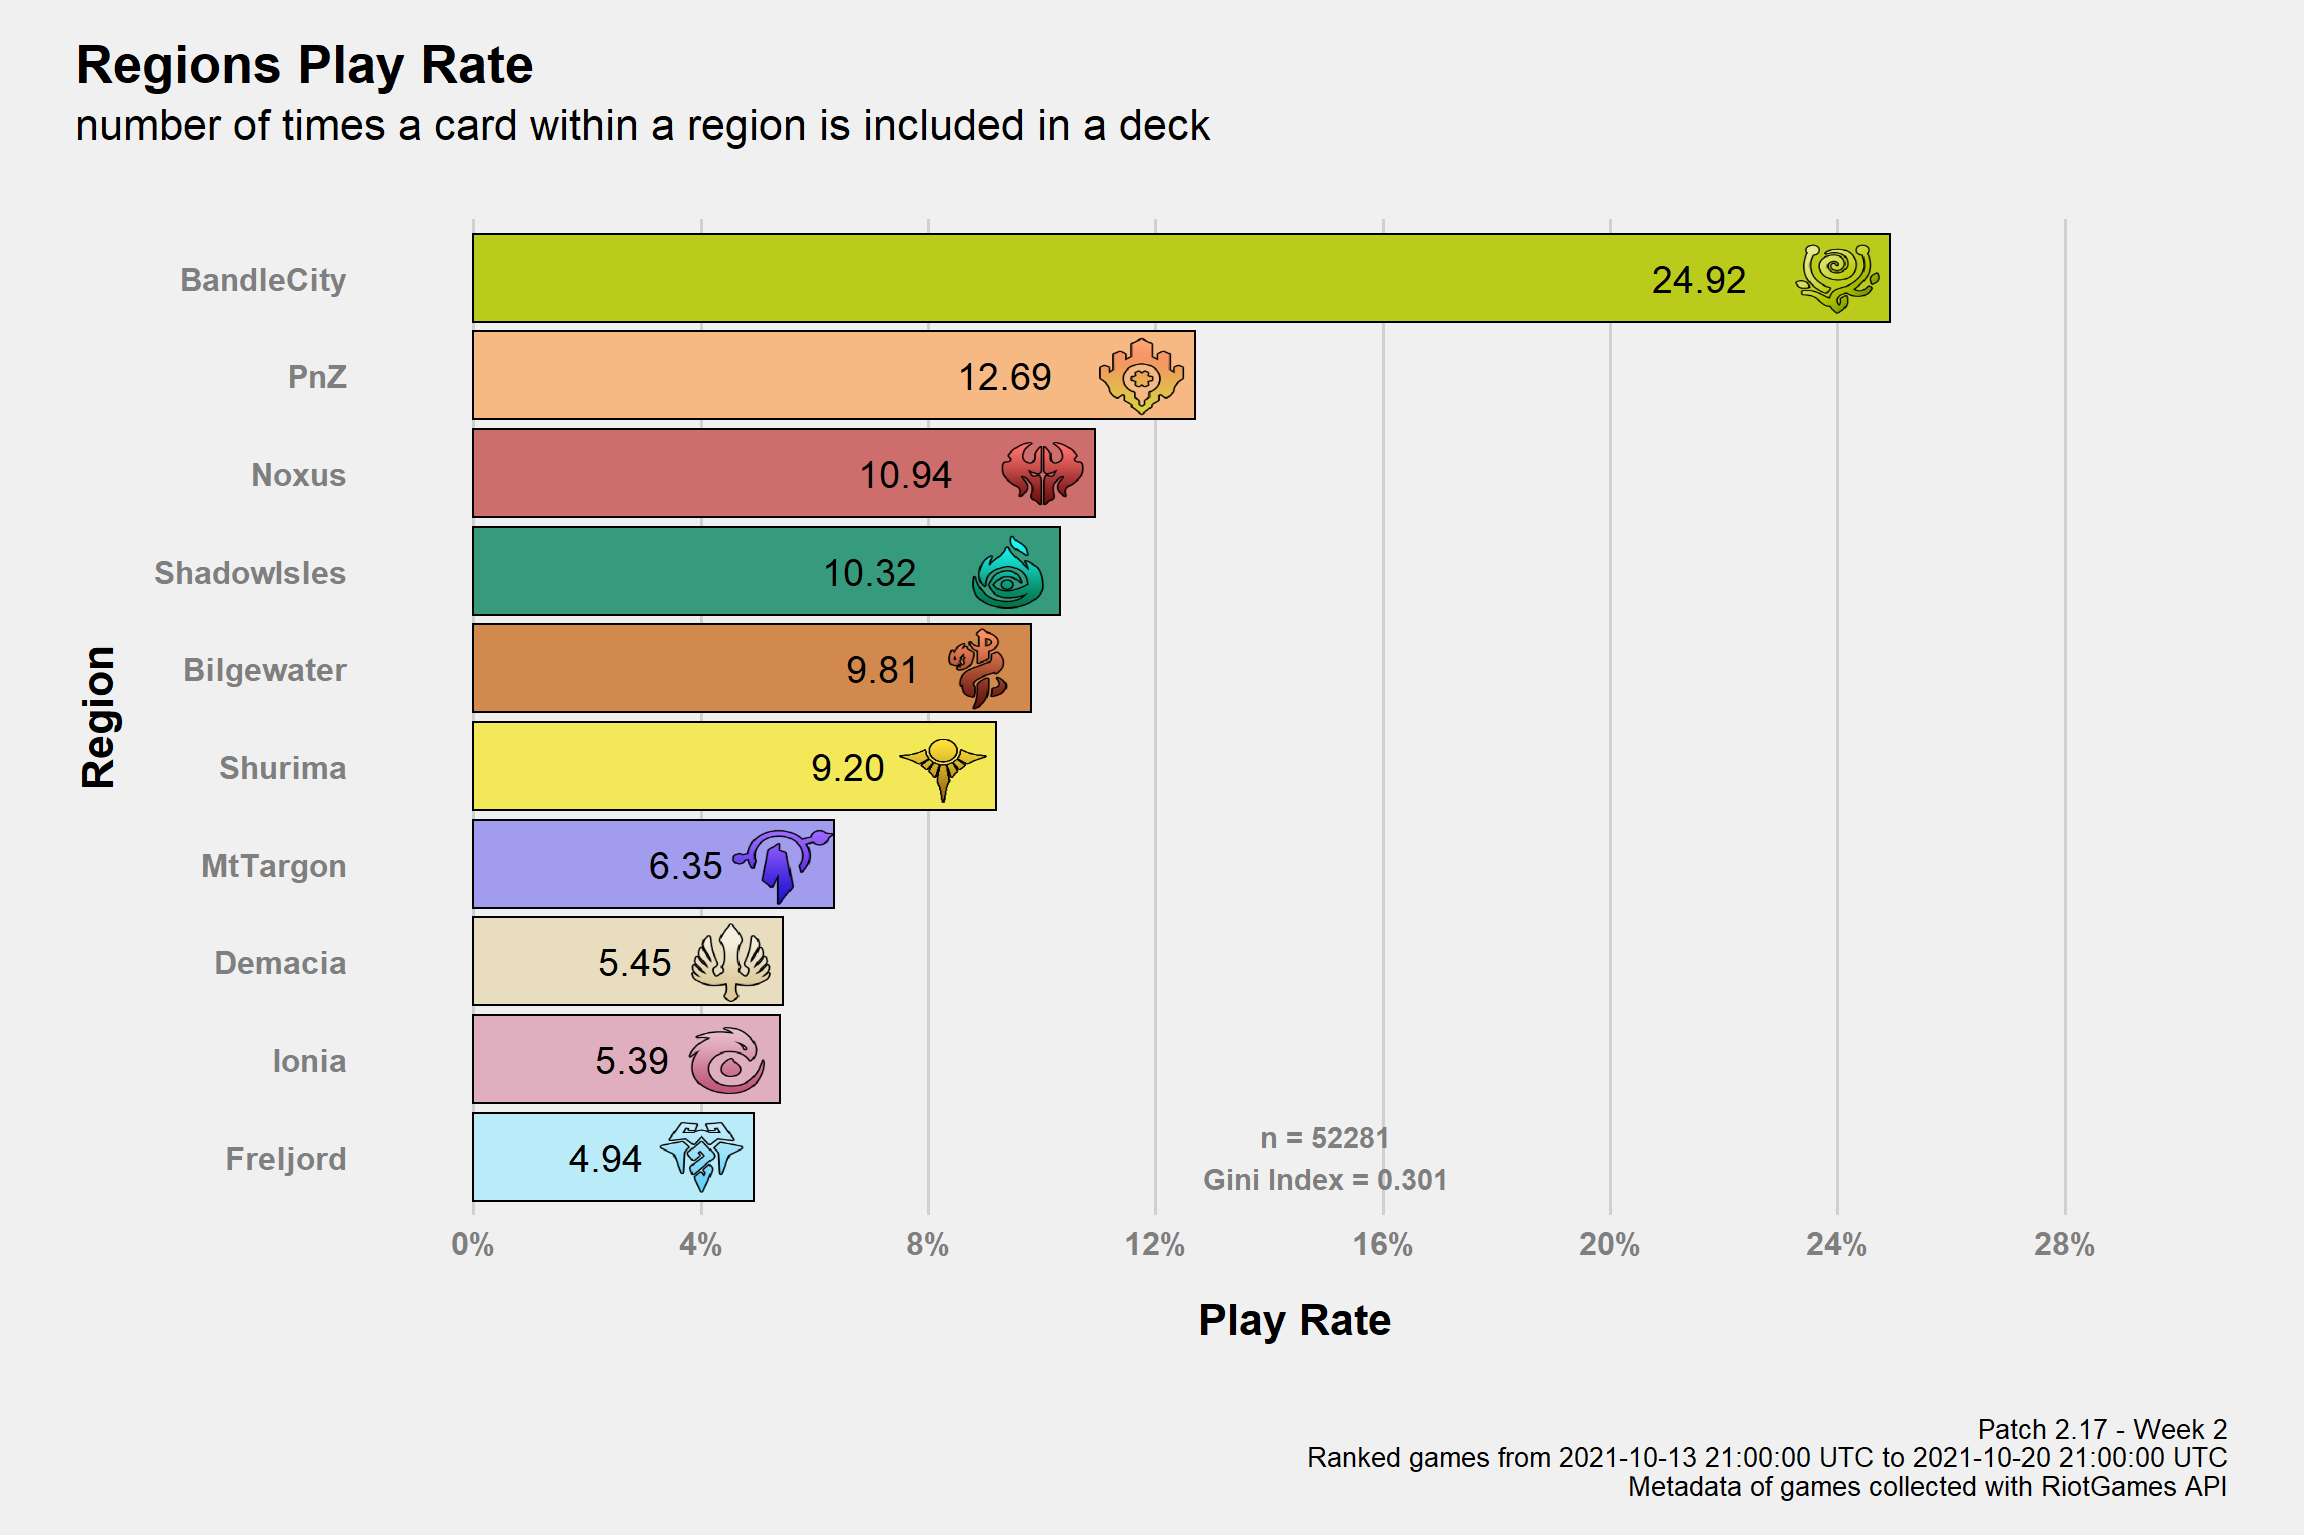 Regions Play Rate
number of times a card within a region is included in a deck
BandleCity
24.92
PnZ
12.69
Noxus
10.94
ShadowIsles
10.32
Bilgewater
9.81
Shurima
9.20
MtTargon
6.35
Demacia
5.45
Ionia
5.39
Freljord
4.94
Region
n = 52281
Gini Index = 0.301
0% 4% 8% 12% 16% 20% 24% 28%
Play Rate
Patch 2.17 - Week 2
Ranked games from 2021-10-13 21:00:00 UTC to 2021-10-20 21:00:00 UTC
Metadata of games collected with RiotGames API